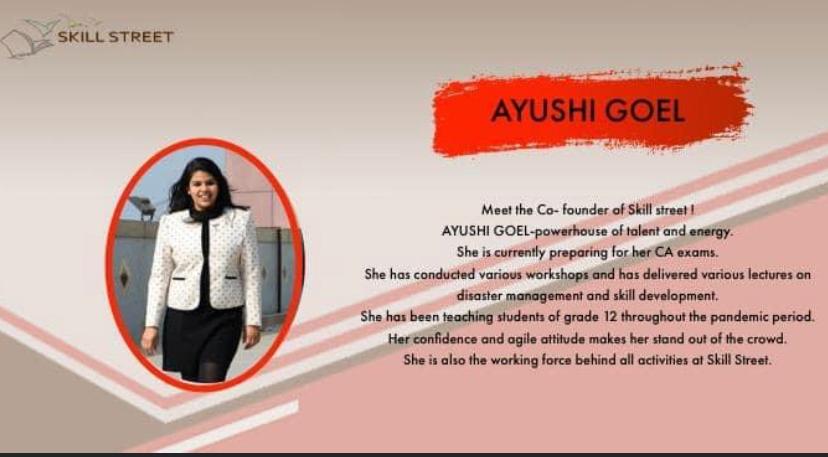 SKILL STREET
AYUSHI GOEL
Meet the Co- founder of Skill street !
AYUSHI GOEL-powerhouse of talent and energy.
She is currently preparing for her CA exams.
She has conducted various workshops and has delivered various lectures on
disaster management and skill development.
She has been teaching students of grade 12 throughout the pandemic period.
Her confidence and agile attitude makes her stand out of the crowd.
She is also the working force behind all activities at Skill Street.